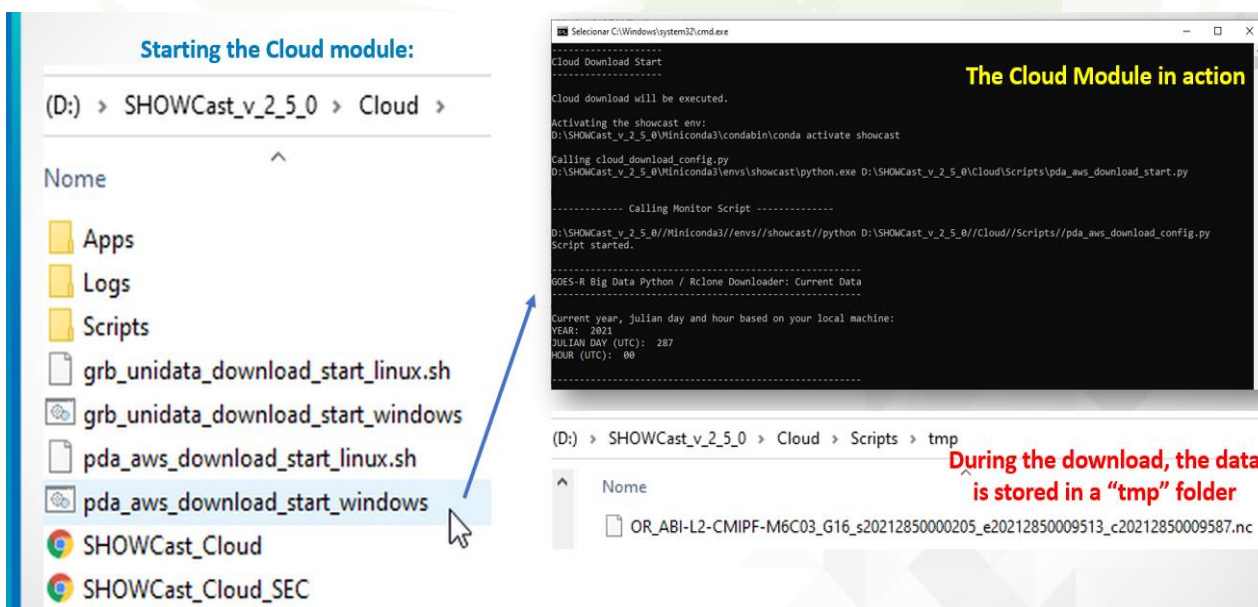 Starting the Cloud module:
(D:) > SHOWCast_v_2_5_0 > Cloud >
Nome
Apps
Logs
Scripts
grb_unidata_download_start_linux.sh
grb_unidata_download_start_windows
pda_aws_download_start_linux.sh
pda_aws_download_start_windows
SHOWCast_Cloud
SHOWCast_Cloud_SEC
Selecionar C:\Windows\system32\cmd.exe
The Cloud Module in action
--------------------
Cloud Download Start
--------------------
Cloud download will be executed.
Activating the showcast env:
D:\SHOWCast_v_2_5_0\Miniconda3\condabin\conda activate showcast
Calling cloud_download_config.py
D:\SHOWCast_v_2_5_0\Miniconda3\envs\showcast\python.exe D:\SHOWCast_v_2_5_0\Cloud\Scripts\pda_aws_download_start.py
------------- Calling Monitor Script --------------
D:\SHOWCast_v_2_5_0//Miniconda3//envs//showcast//python D:\SHOWCast_v_2_5_0//Cloud//Scripts//pda_aws_download_config.py
Script started.
---------------------------------------------------------
GOES-R Big Data Python / Rclone Downloader: Current Data
---------------------------------------------------------
Current year, julian day and hour based on your local machine:
YEAR: 2021
JULIAN DAY (UTC): 287
HOUR (UTC): 00
---------------------------------------------------------
(D:) > SHOWCast_v_2_5_0 > Cloud > Scripts > tmp
During the download, the data
is stored in a “tmp” folder
Nome
OR_ABI-L2-CMIPF-M6C03_G16_s20212850000205_e20212850009513_c20212850009587.nc